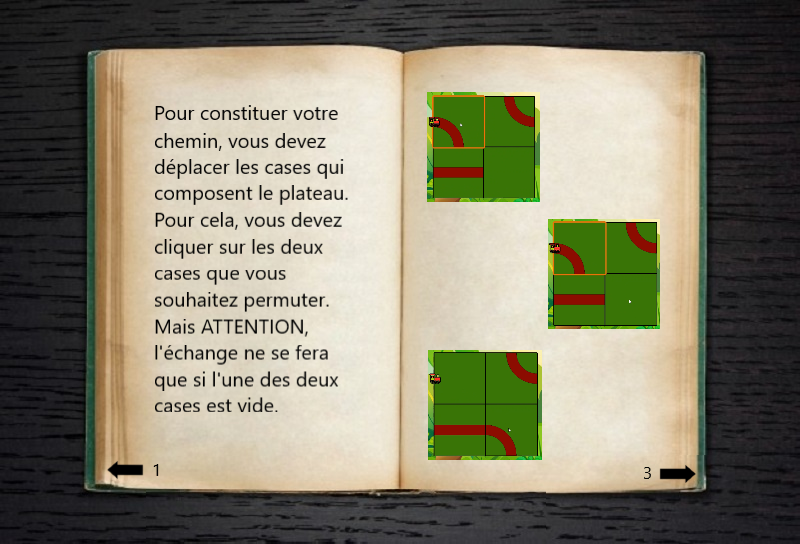 Pour constituer votre
chemin, vous devez
déplacer les cases qui
composent le plateau.
Pour cela, vous devez
cliquer sur les deux
cases que vous
souhaitez permuter.
Mais ATTENTION,
l'échange ne se fera
que si l'une des deux
cases est vide.
1
3